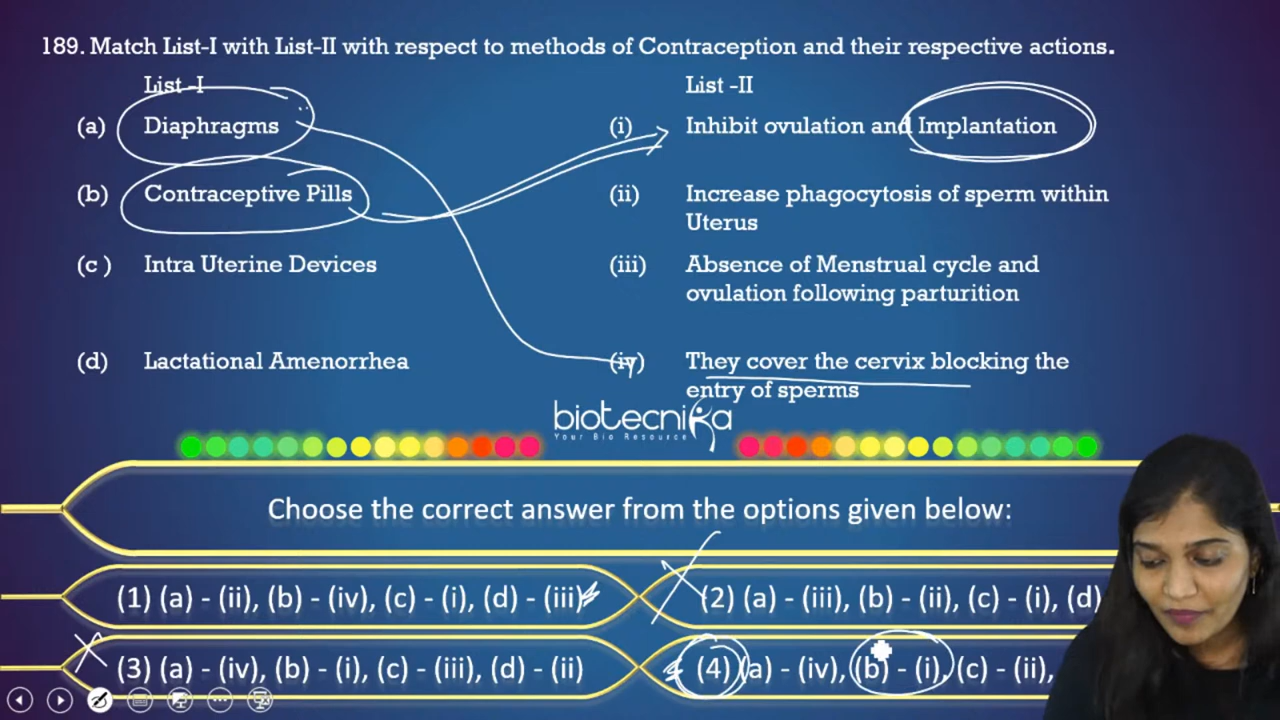 189. Match List-I with List-II with respect to methods of Contraception and their respective actions.
List -I
List -II
(a) Diaphragms
(i) Inhibit ovulation and Implantation
(b) Contraceptive Pills
(ii) Increase phagocytosis of sperm within
Uterus
(c ) Intra Uterine Devices
(iii) Absence of Menstrual cycle and
ovulation following parturition
(d) Lactational Amenorrhea
(iv) They cover the cervix blocking the
entry of sperms
biotecnika
Your Bio Resource
Choose the correct answer from the options given below:
(1) (a) - (ii), (b) - (iv), (c) - (i), (d) - (iii)
(2) (a) - (iii), (b) - (ii), (c) - (i), (d)
(3) (a) - (iv), (b) - (i), (c) - (iii), (d) - (ii)
(4) (a) - (iv), (b) - (i), (c) - (ii),